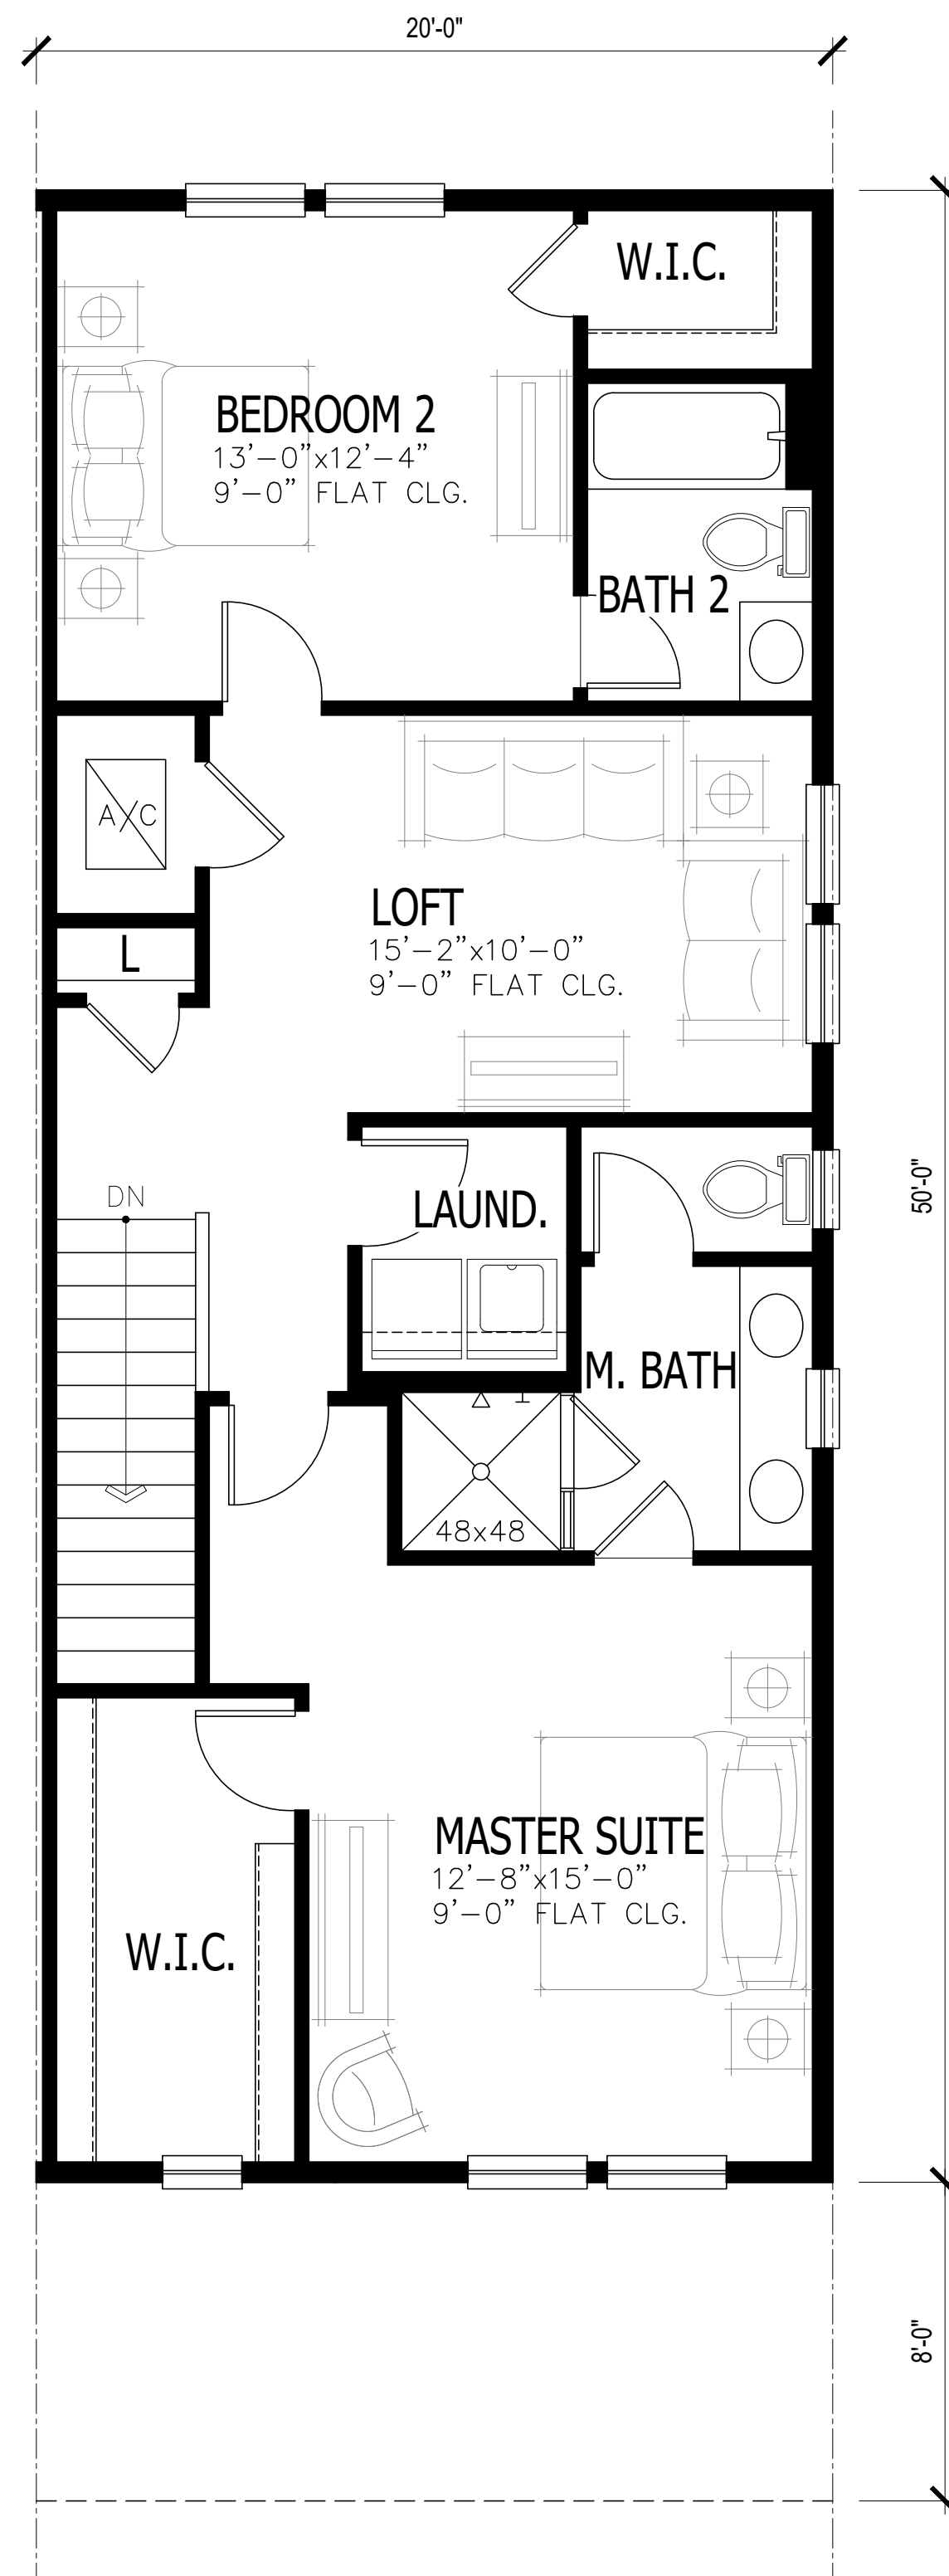 20'-0"
W.I.C.
BEDROOM 2
13'-0"x12'-4"
9'-0" FLAT CLG.
BATH 2
A/C
LOFT
15'-2"x10'-0"
9'-0" FLAT CLG.
L
DN
LAUND.
50'-0"
M. BATH
48x48
MASTER SUITE
12'-8"x15'-0"
9'-0" FLAT CLG.
W.I.C.
8'-0"